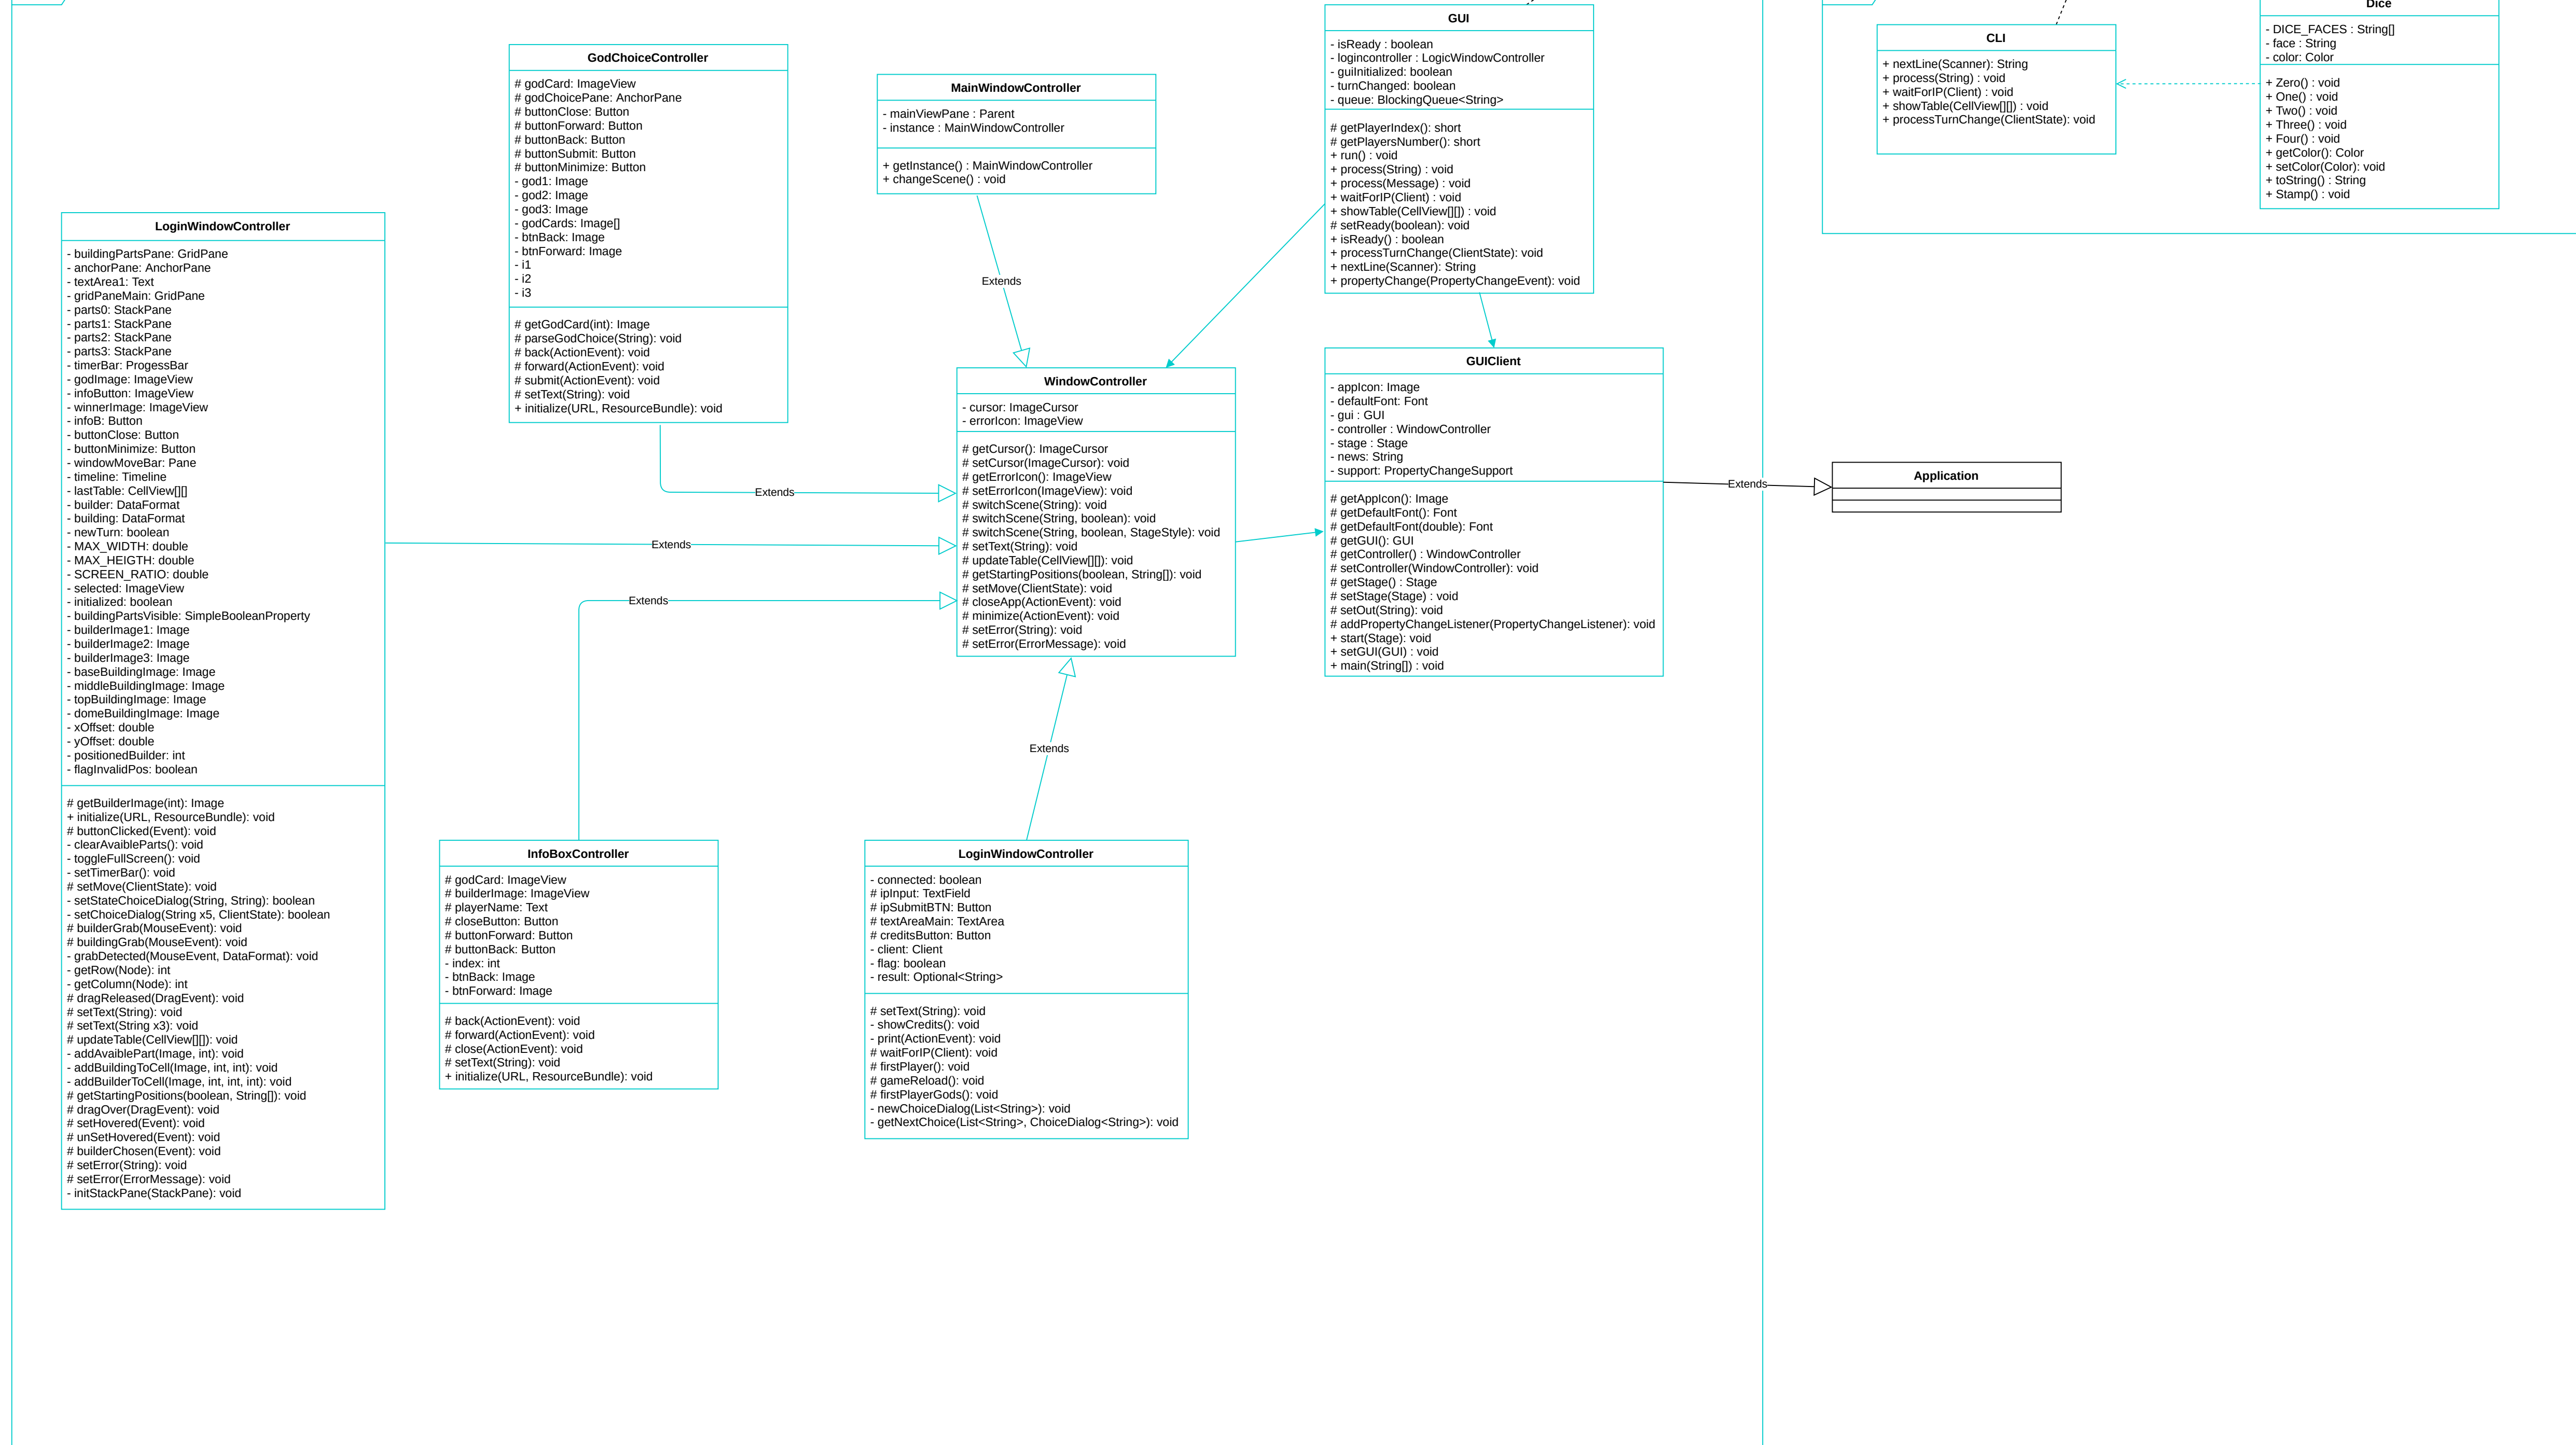 GodChoiceController
# godCard: ImageView
# godChoicePane: AnchorPane
# buttonClose: Button
# buttonForward: Button
# buttonBack: Button
# buttonSubmit: Button
# buttonMinimize: Button
- god1: Image
- god2: Image
- god3: Image
- godCards: Image[]
- btnBack: Image
- btnForward: Image
- i1
- i2
- i3
# getGodCard(int): Image
# parseGodChoice(String): void
# back(ActionEvent): void
# forward(ActionEvent): void
# submit(ActionEvent): void
# setText(String): void
+ initialize(URL, ResourceBundle): void
MainWindowController
- mainViewPane : Parent
- instance : MainWindowController
+ getInstance() : MainWindowController
+ changeScene() : void
GUI
- isReady : boolean
- logincontroller : LogicWindowController
- guiInitialized: boolean
- turnChanged: boolean
- queue: BlockingQueue<String>
# getPlayerIndex(): short
# getPlayersNumber(): short
+ run() : void
+ process(String) : void
+ process(Message) : void
+ waitForIP(Client) : void
+ showTable(CellView[][]) : void
# setReady(boolean): void
+ isReady() : boolean
+ processTurnChange(ClientState): void
+ nextLine(Scanner): String
+ propertyChange(PropertyChangeEvent): void
CLI
+ nextLine(Scanner): String
+ process(String) : void
+ waitForIP(Client) : void
+ showTable(CellView[][]) : void
+ processTurnChange(ClientState): void
Dice
- DICE_FACES : String[]
- face : String
- color: Color
+ Zero() : void
+ One() : void
+ Two() : void
+ Three() : void
+ Four() : void
+ getColor(): Color
+ setColor(Color): void
+ toString() : String
+ Stamp() : void
LoginWindowController
- buildingPartsPane: GridPane
- anchorPane: AnchorPane
- textArea1: Text
- gridPaneMain: GridPane
- parts0: StackPane
- parts1: StackPane
- parts2: StackPane
- parts3: StackPane
- timerBar: ProgessBar
- godImage: ImageView
- infoButton: ImageView
- winnerImage: ImageView
- infoB: Button
- buttonClose: Button
- buttonMinimize: Button
- windowMoveBar: Pane
- timeline: Timeline
- lastTable: CellView[][]
- builder: DataFormat
- building: DataFormat
- newTurn: boolean
- MAX_WIDTH: double
- MAX_HEIGTH: double
- SCREEN_RATIO: double
- selected: ImageView
- initialized: boolean
- buildingPartsVisible: SimpleBooleanProperty
- builderImage1: Image
- builderImage2: Image
- builderImage3: Image
- baseBuildingImage: Image
- middleBuildingImage: Image
- topBuildingImage: Image
- domeBuildingImage: Image
- xOffset: double
- yOffset: double
- positionedBuilder: int
- flagInvalidPos: boolean
# getBuilderImage(int): Image
+ initialize(URL, ResourceBundle): void
# buttonClicked(Event): void
- clearAvaibleParts(): void
- toggleFullScreen(): void
- setTimerBar(): void
# setMove(ClientState): void
- setStateChoiceDialog(String, String): boolean
- setChoiceDialog(String x5, ClientState): boolean
# builderGrab(MouseEvent): void
# buildingGrab(MouseEvent): void
- grabDetected(MouseEvent, DataFormat): void
- getRow(Node): int
- getColumn(Node): int
# dragReleased(DragEvent): void
# setText(String): void
# setText(String x3): void
# updateTable(CellView[][]): void
- addAvaiblePart(Image, int): void
- addBuildingToCell(Image, int, int): void
- addBuilderToCell(Image, int, int, int): void
# getStartingPositions(boolean, String[]): void
# dragOver(DragEvent): void
# setHovered(Event): void
# unSetHovered(Event): void
# builderChosen(Event): void
# setError(String): void
# setError(ErrorMessage): void
- initStackPane(StackPane): void
Extends
Extends
Extends
Extends
WindowController
- cursor: ImageCursor
- errorIcon: ImageView
# getCursor(): ImageCursor
# setCursor(ImageCursor): void
# getErrorIcon(): ImageView
# setErrorIcon(ImageView): void
# switchScene(String): void
# switchScene(String, boolean): void
# switchScene(String, boolean, StageStyle): void
# setText(String): void
# updateTable(CellView[][]): void
# getStartingPositions(boolean, String[]): void
# setMove(ClientState): void
# closeApp(ActionEvent): void
# minimize(ActionEvent): void
# setError(String): void
# setError(ErrorMessage): void
GUIClient
- appIcon: Image
- defaultFont: Font
- gui : GUI
- controller : WindowController
- stage : Stage
- news: String
- support: PropertyChangeSupport
# getAppIcon(): Image
# getDefaultFont(): Font
# getDefaultFont(double): Font
# getGUI(): GUI
# getController() : WindowController
# setController(WindowController): void
# getStage() : Stage
# setStage(Stage) : void
# setOut(String): void
# addPropertyChangeListener(PropertyChangeListener): void
+ start(Stage): void
+ setGUI(GUI) : void
+ main(String[]) : void
Extends
Application
Extends
InfoBoxController
# godCard: ImageView
# builderImage: ImageView
# playerName: Text
# closeButton: Button
# buttonForward: Button
# buttonBack: Button
- index: int
- btnBack: Image
- btnForward: Image
# back(ActionEvent): void
# forward(ActionEvent): void
# close(ActionEvent): void
# setText(String): void
+ initialize(URL, ResourceBundle): void
LoginWindowController
- connected: boolean
# ipInput: TextField
# ipSubmitBTN: Button
# textAreaMain: TextArea
# creditsButton: Button
- client: Client
- flag: boolean
- result: Optional<String>
# setText(String): void
- showCredits(): void
- print(ActionEvent): void
# waitForIP(Client): void
# firstPlayer(): void
# gameReload(): void
# firstPlayerGods(): void
- newChoiceDialog(List<String>): void
- getNextChoice(List<String>, ChoiceDialog<String>): void